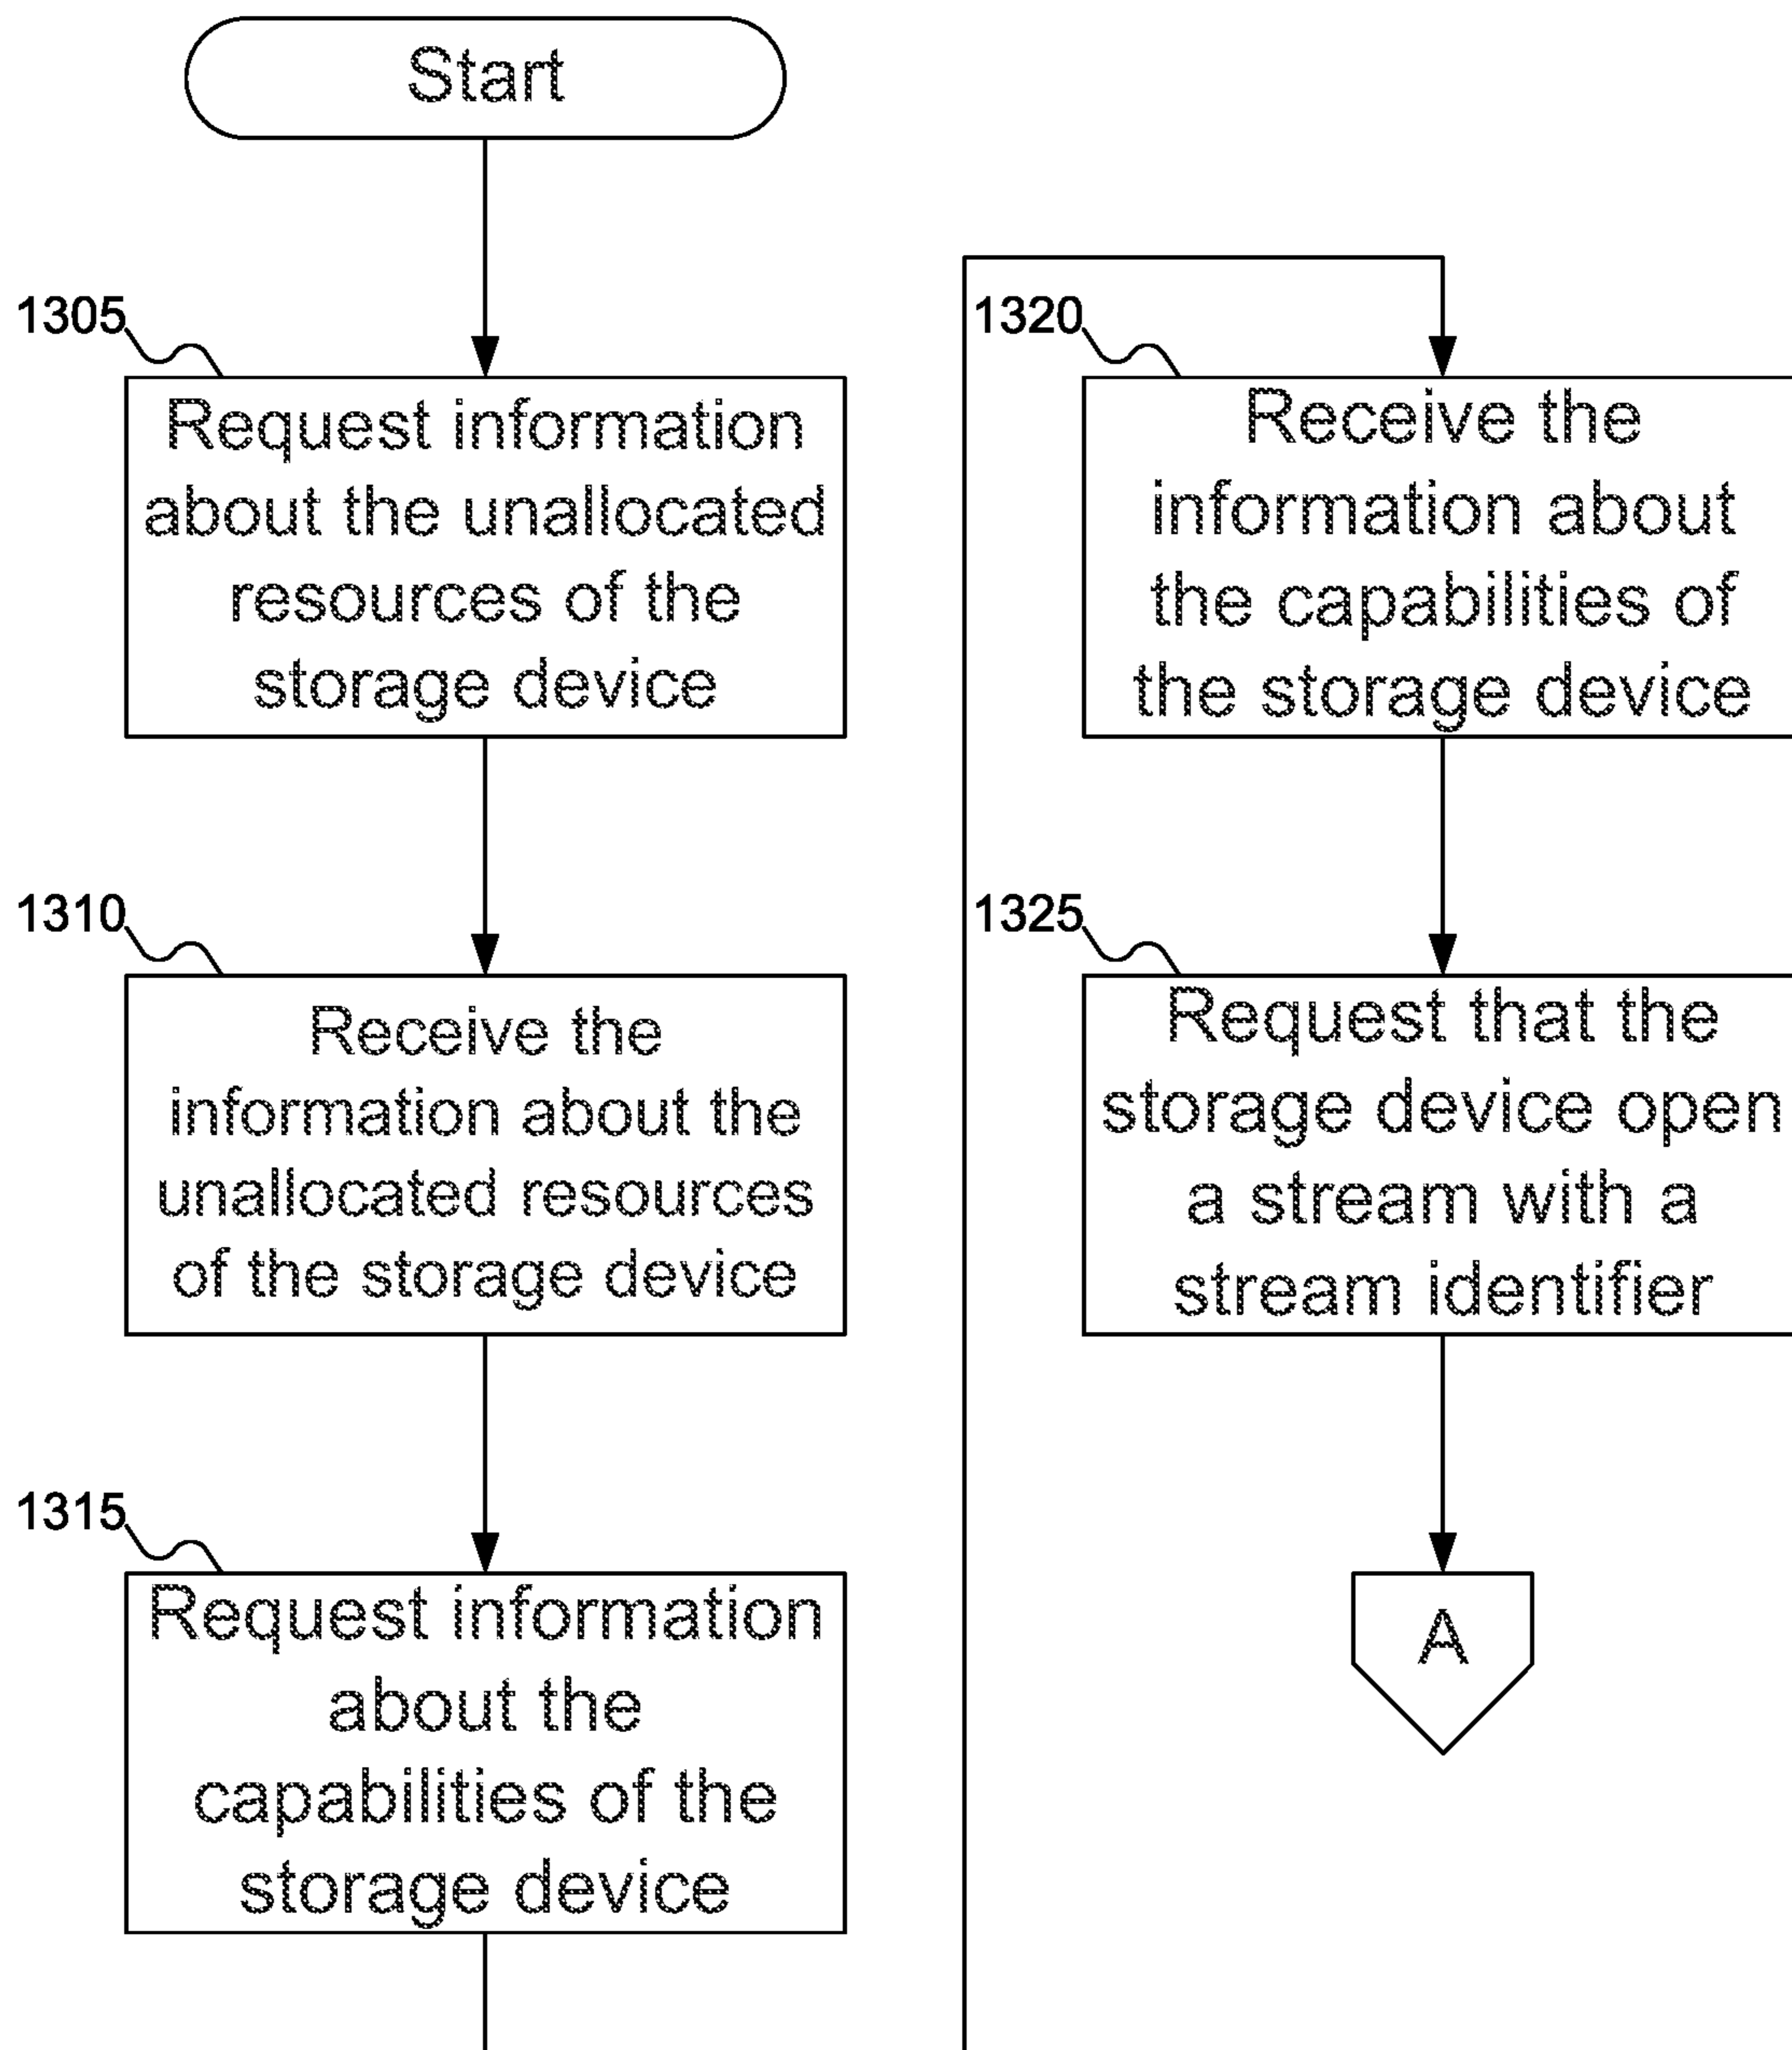 Start
1305
Request information
about the unallocated
resources of the
storage device
1310
Receive the
information about the
unallocated resources
of the storage device
1315
Request information
about the
capabilities of the
storage device
1320
Receive the
information about
the capabilities of
the storage device
1325
Request that the
storage device open
a stream with a
stream identifier
A